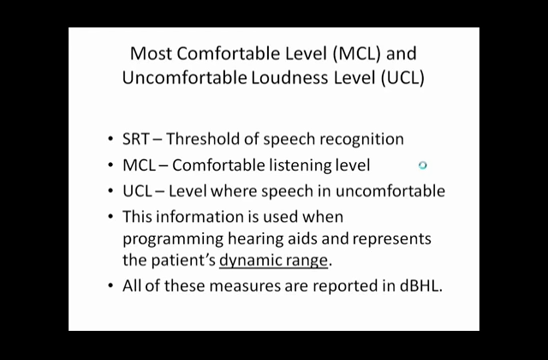 Most Comfortable Level (MCL) and
Uncomfortable Loudness Level (UCL)
• SRT – Threshold of speech recognition
• MCL – Comfortable listening level
• UCL – Level where speech in uncomfortable
• This information is used when
programming hearing aids and represents
the patient's dynamic range.
• All of these measures are reported in dBHL.